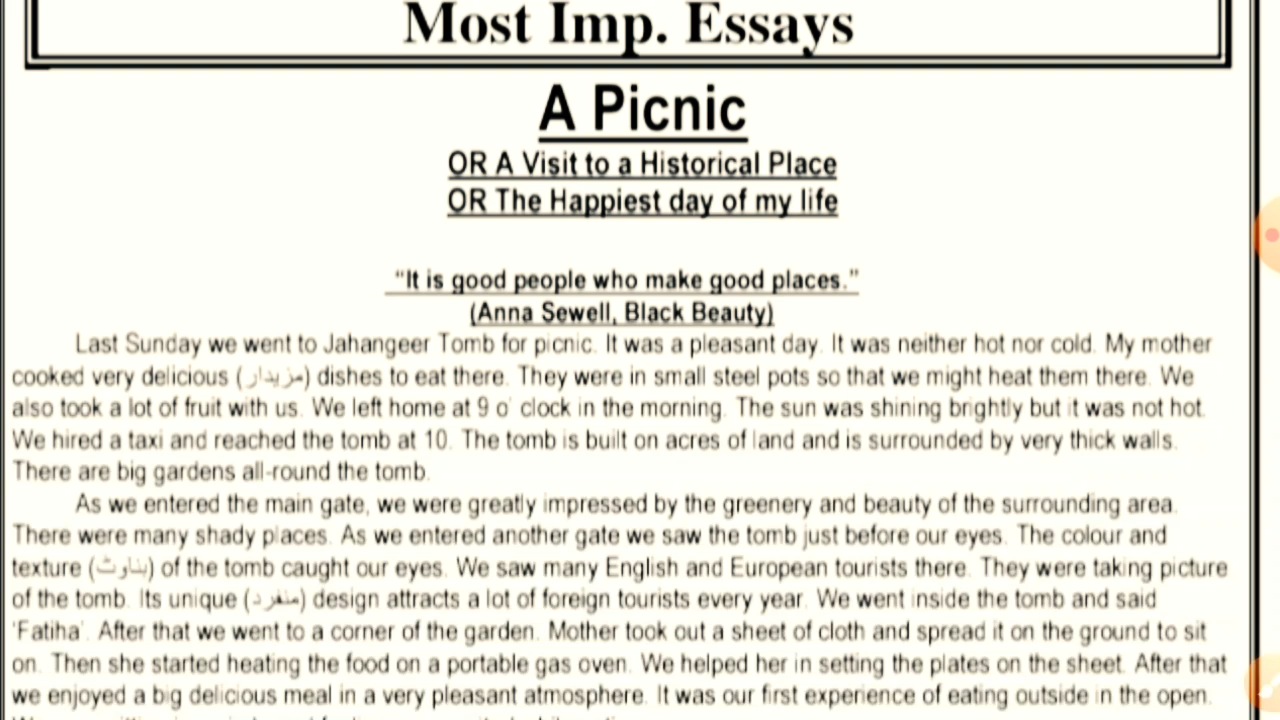 Most Imp. Essays
A Picnic
OR A Visit to a Historical Place
OR The Happiest day of my life
“It is good people who make good places.”
(Anna Sewell, Black Beauty)
Last Sunday we went to Jahangeer Tomb for picnic. It was a pleasant day. It was neither hot nor cold. My mother
cooked very delicious (مزیدار) dishes to eat there. They were in small steel pots so that we might heat them there. We
also took a lot of fruit with us. We left home at 9 o' clock in the morning. The sun was shining brightly but it was not hot.
We hired a taxi and reached the tomb at 10. The tomb is built on acres of land and is surrounded by very thick walls.
There are big gardens all-round the tomb.
As we entered the main gate, we were greatly impressed by the greenery and beauty of the surrounding area.
There were many shady places. As we entered another gate we saw the tomb just before our eyes. The colour and
texture (بناوٹ) of the tomb caught our eyes. We saw many English and European tourists there. They were taking picture
of the tomb. Its unique (منفرد) design attracts a lot of foreign tourists every year. We went inside the tomb and said
'Fatiha'. After that we went to a corner of the garden. Mother took out a sheet of cloth and spread it on the ground to sit
on. Then she started heating the food on a portable gas oven. We helped her in setting the plates on the sheet. After that
we enjoyed a big delicious meal in a very pleasant atmosphere. It was our first experience of eating outside in the open.